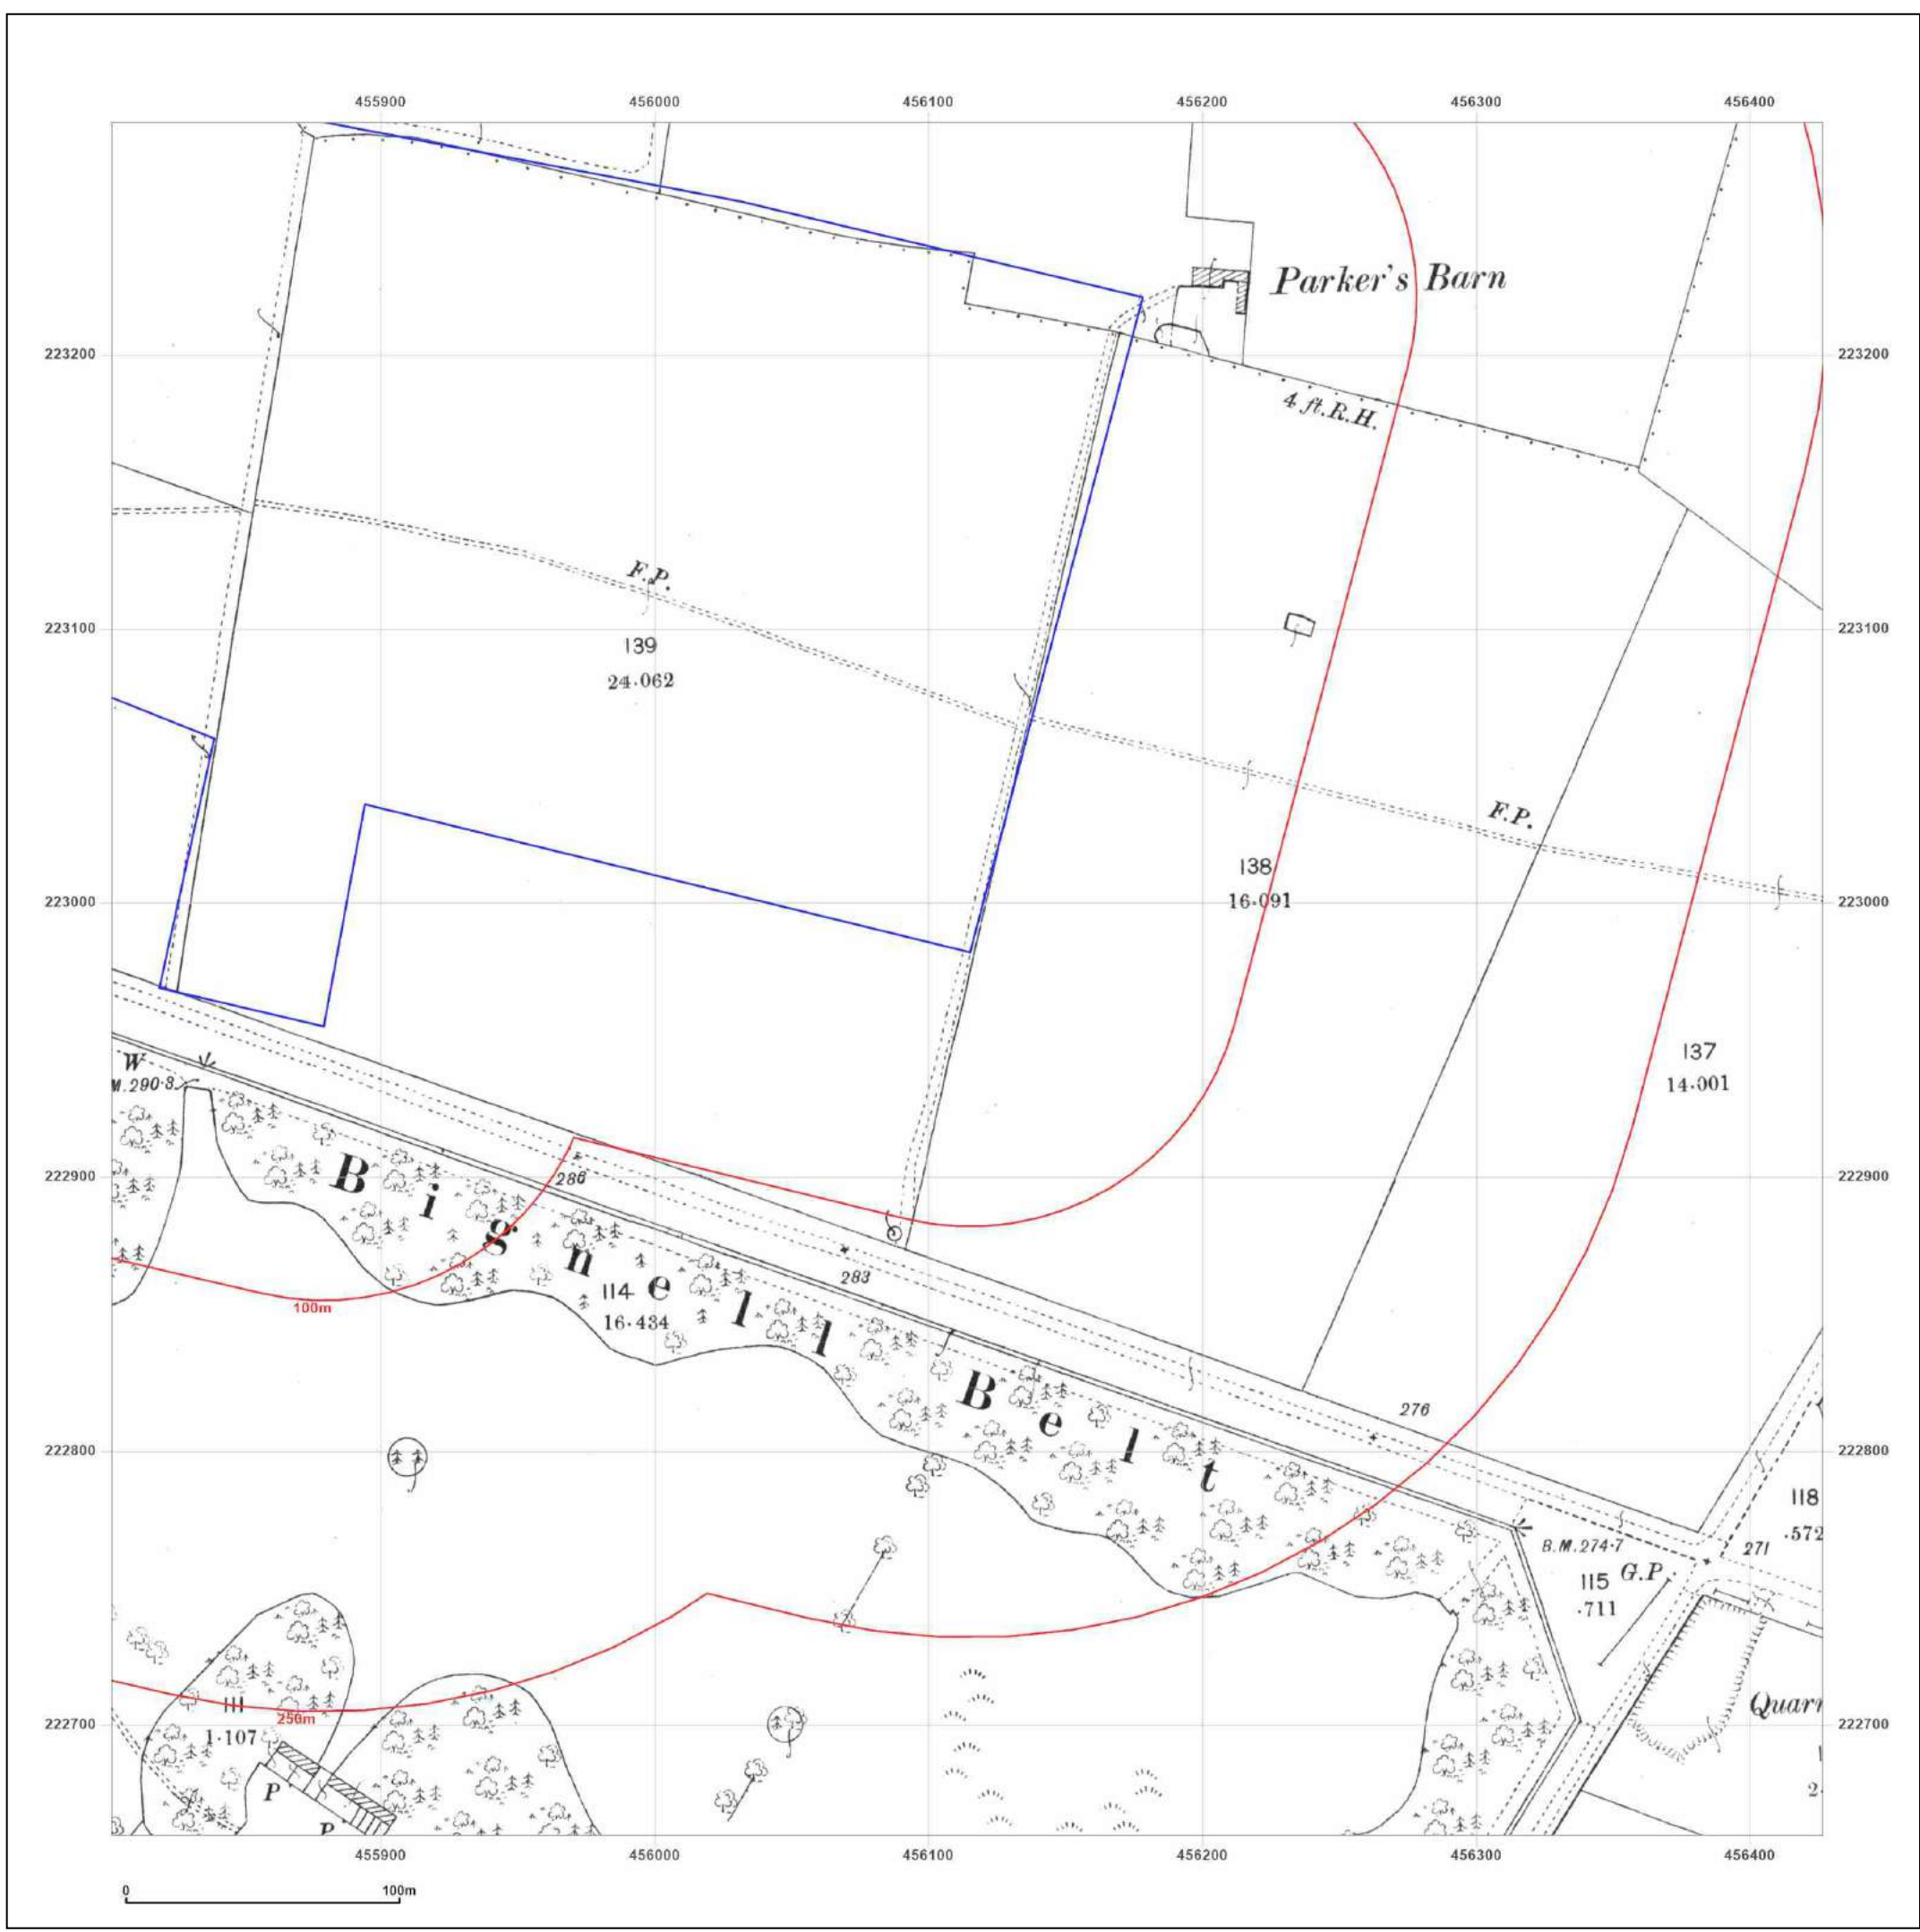 455900 456000 456100 456200 456300 456400
Parker's Barn
223200 223200
4 ft. R.H.
F.P.
223100 223100
139
24·062
F.P.
138
16·091
223000 223000
137
14·001
W
M. 290·8
222900 222900
286
Bignell Belt
283
100m
114
16·434
276
222800 222800
118
·572
B.M. 274·7
271
115
G.P
·711
111
250m
1·107
222700 222700
Quarr
P
P
2·
455900 456000 456100 456200 456300 456400
0 100m